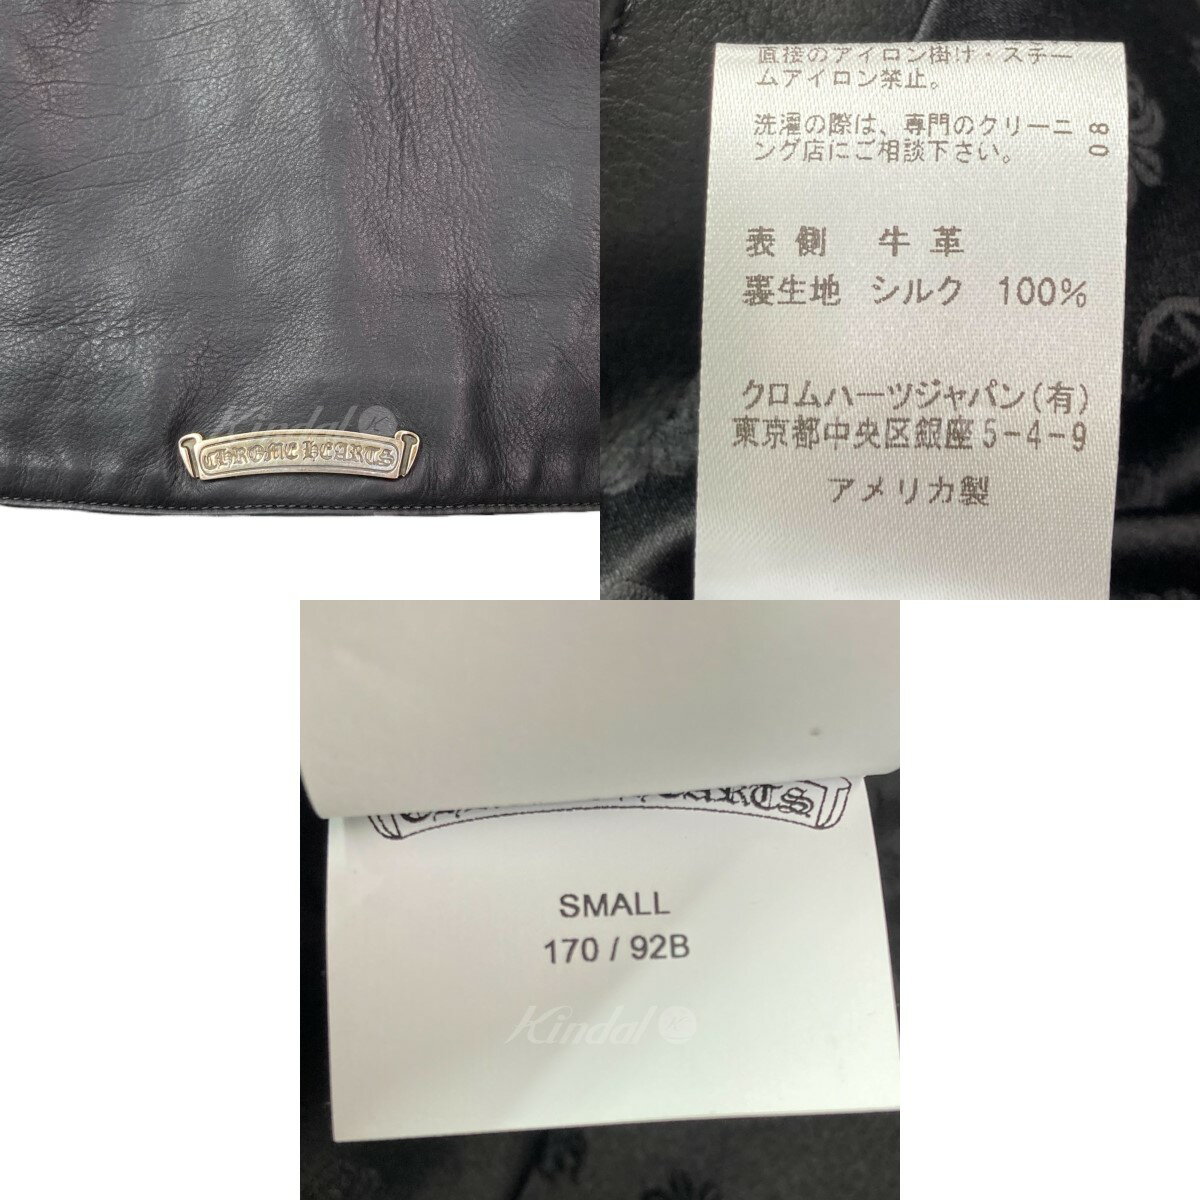 Kindal
CHROME HEARTS
直接のアイロン掛け・スチー
ムアイロン禁止。
洗濯の際は、専門のクリーニ
ング店にご相談下さい。
08
表側 牛革
裏生地 シルク 100%
クロムハーツジャパン(有)
東京都中央区銀座5-4-9
アメリカ製
HEARTS
SMALL
170 / 92B
Kindal